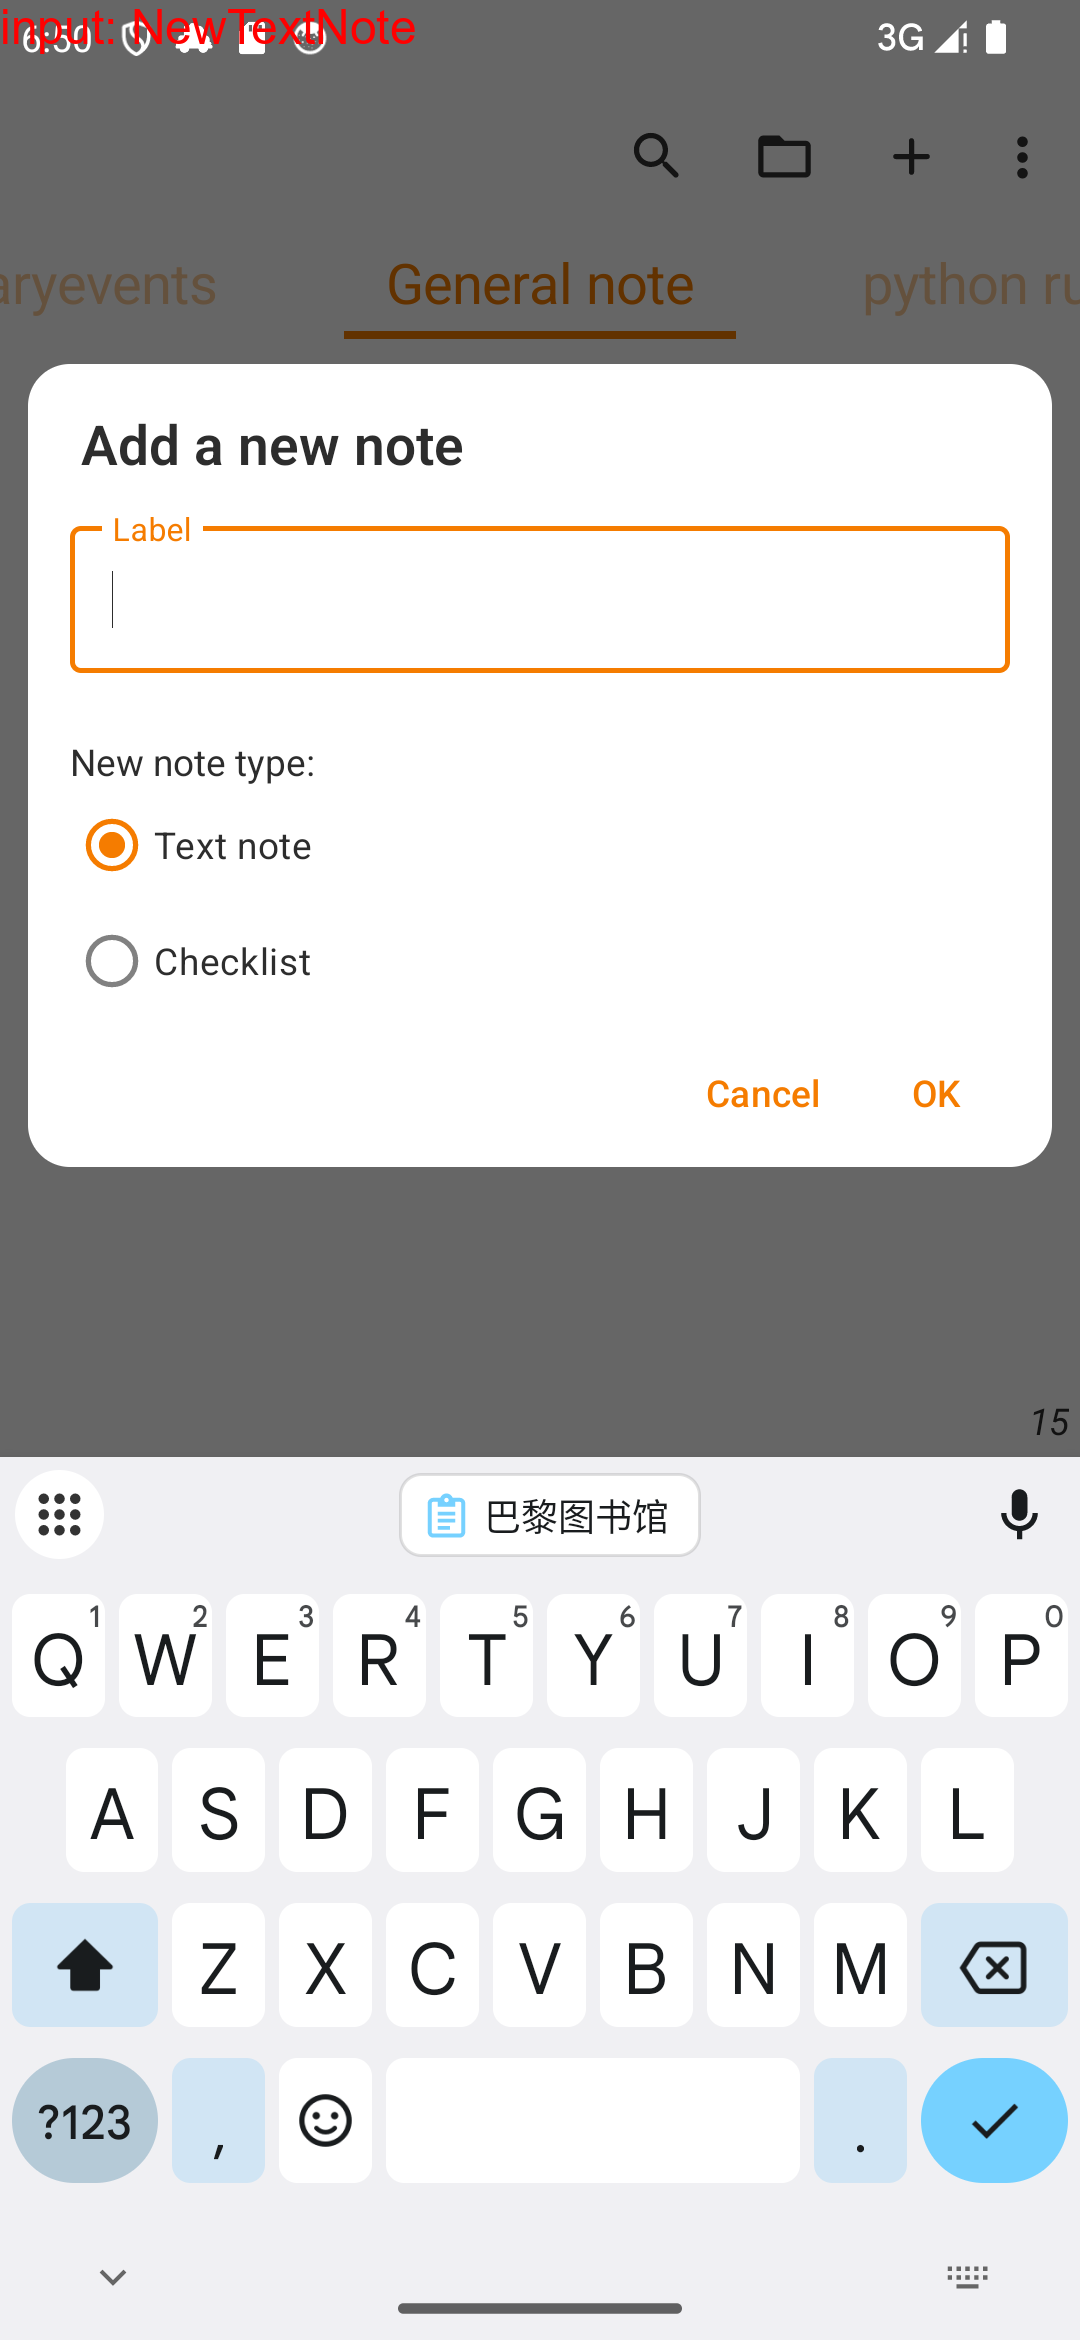 input: NewTextNote
6:50
3G
aryevents General note python ru
Add a new note
Label
New note type:
Text note
Checklist
Cancel OK
15
巴黎图书馆
Q 1 W 2 E 3 R 4 T 5 Y 6 U 7 I 8 O 9 P 0
A S D F G H J K L
Z X C V B N M
?123 , .